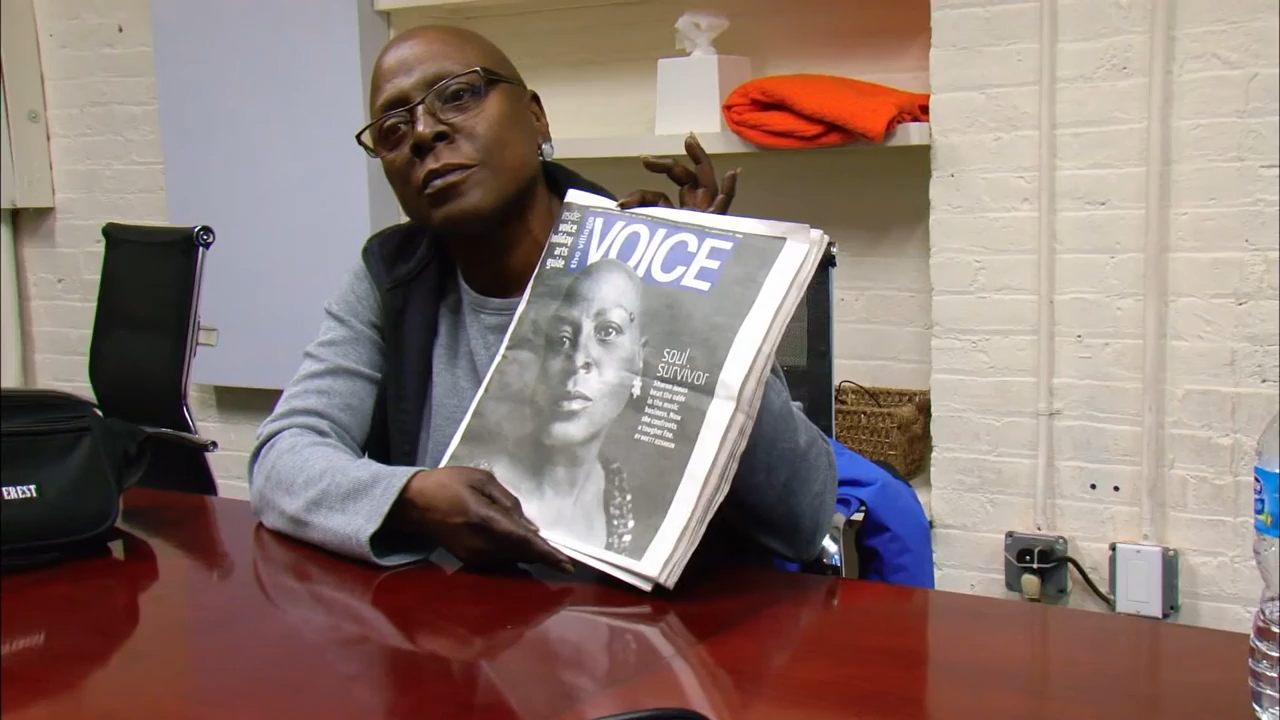 EREST
inside:
voice
holiday
arts
guide
the village
VOICE
soul
survivor
Sharon Jones
beat the odds
in the music
business. Now
she confronts
a tougher foe.